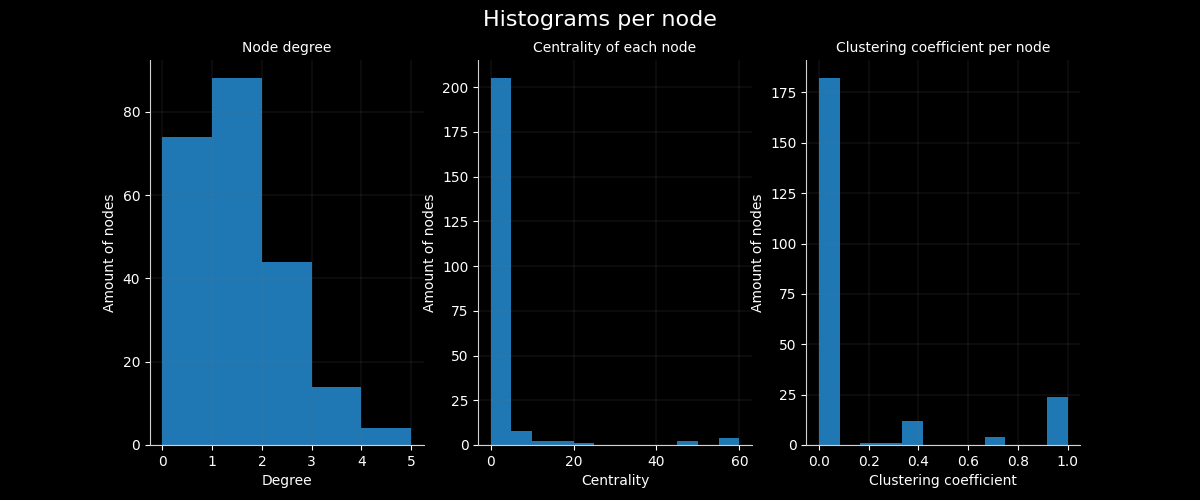 Histograms per node
Node degree
Amount of nodes
80
60
40
20
0
0 1 2 3 4 5
Degree
Centrality of each node
Amount of nodes
200
175
150
125
100
75
50
25
0
0 20 40 60
Centrality
Clustering coefficient per node
Amount of nodes
175
150
125
100
75
50
25
0
0.0 0.2 0.4 0.6 0.8 1.0
Clustering coefficient